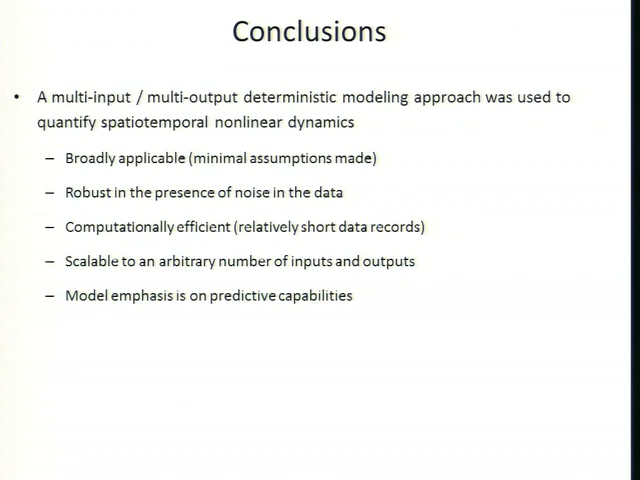 Conclusions
• A multi-input / multi-output deterministic modeling approach was used to
quantify spatiotemporal nonlinear dynamics
– Broadly applicable (minimal assumptions made)
– Robust in the presence of noise in the data
– Computationally efficient (relatively short data records)
– Scalable to an arbitrary number of inputs and outputs
– Model emphasis is on predictive capabilities